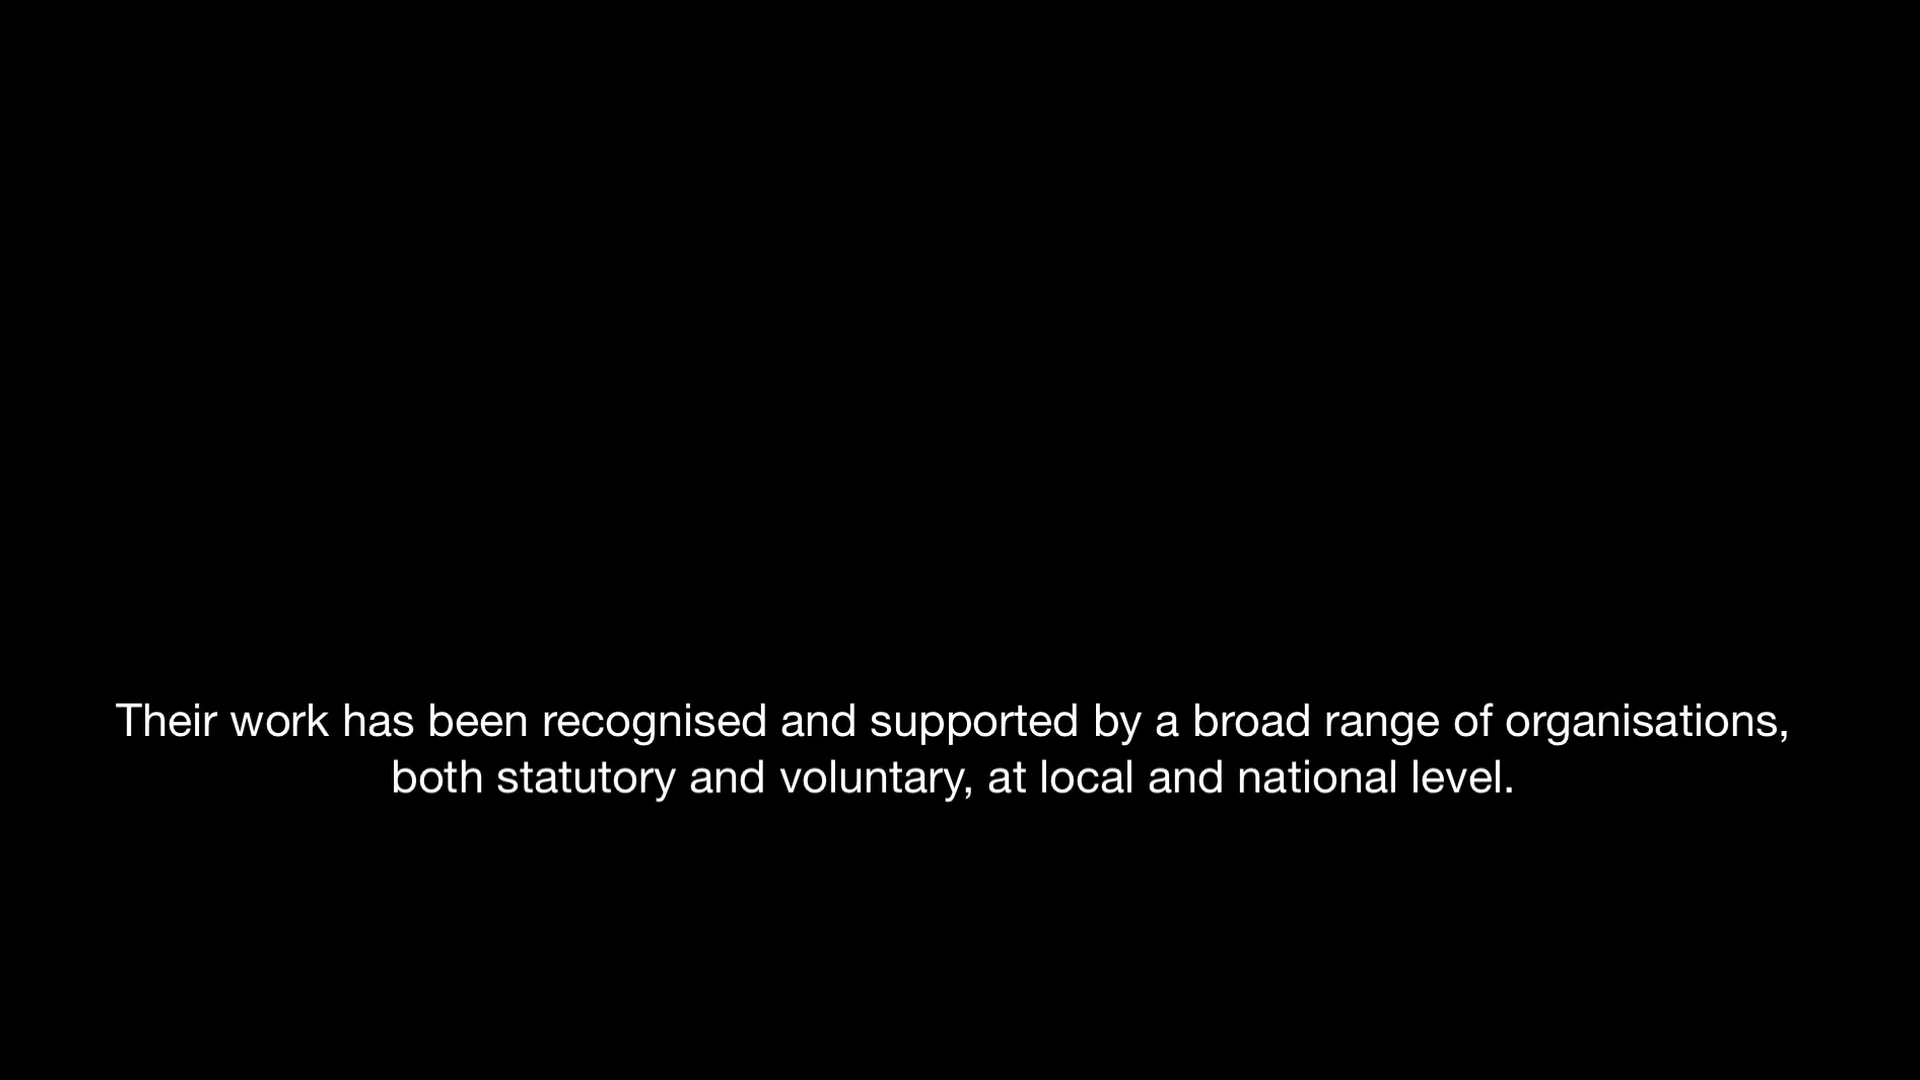 Their work has been recognised and supported by a broad range of organisations,
both statutory and voluntary, at local and national level.